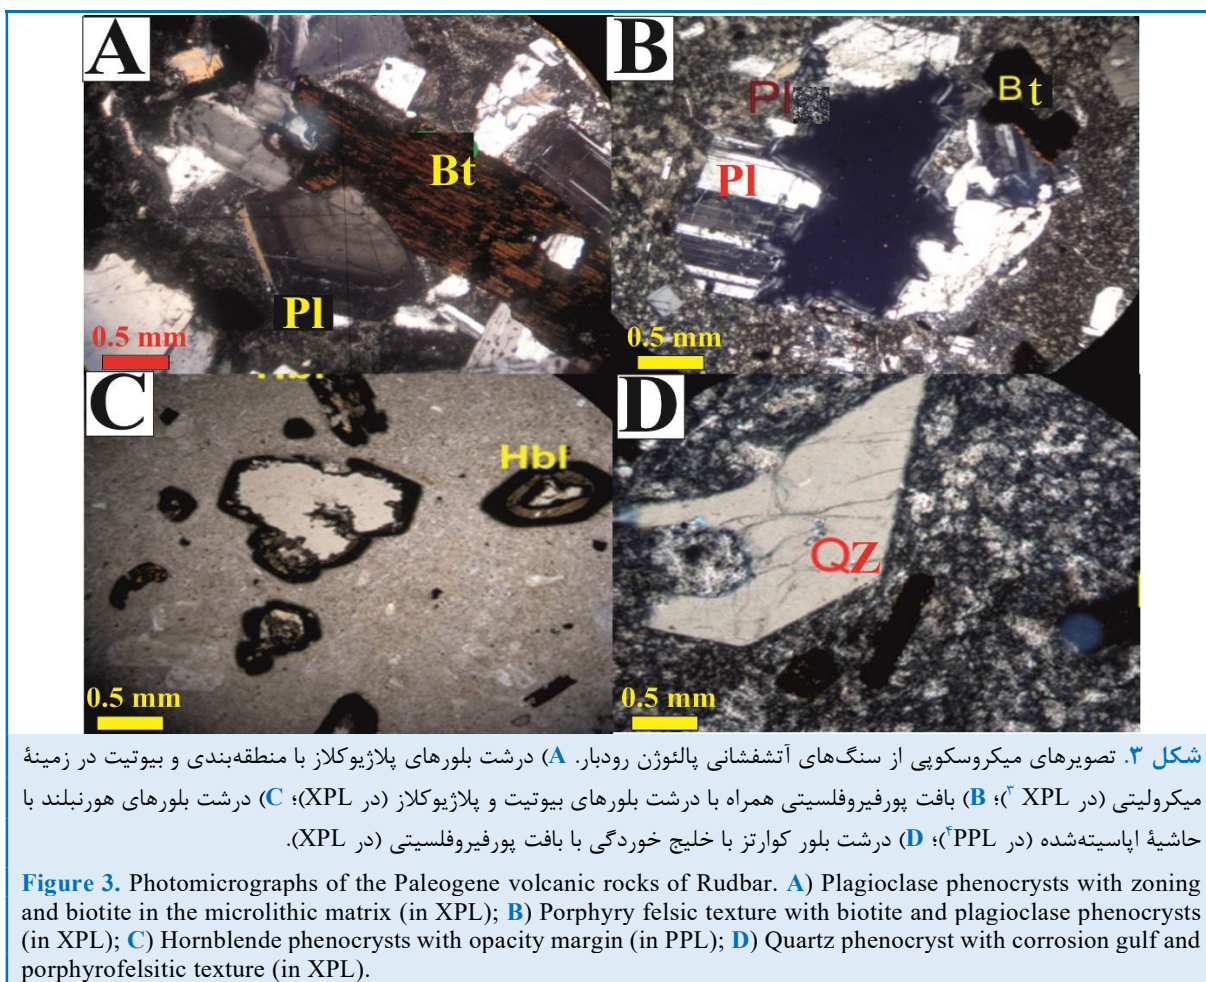 A
Bt
Pl
0.5 mm
B
Pl
Bt
Pl
0.5 mm
C
Hbl
Hbl
0.5 mm
D
QZ
0.5 mm
شکل ۳. تصویرهای میکروسکوپی از سنگ‌های آتشفشانی پالئوژن رودبار. A) درشت بلورهای پلاژیوکلاز با منطقه‌بندی و بیوتیت در زمینۀ
میکرولیتی (در XPL ۳)؛ B) بافت پورفیروفلسیتی همراه با درشت بلورهای بیوتیت و پلاژیوکلاز (در XPL)؛ C) درشت بلورهای هورنبلند با
حاشیۀ اپاسیته‌شده (در PPL۴)؛ D) درشت بلور کوارتز با خلیج خوردگی با بافت پورفیروفلسیتی (در XPL).
Figure 3. Photomicrographs of the Paleogene volcanic rocks of Rudbar. A) Plagioclase phenocrysts with zoning
and biotite in the microlithic matrix (in XPL); B) Porphyry felsic texture with biotite and plagioclase phenocrysts
(in XPL); C) Hornblende phenocrysts with opacity margin (in PPL); D) Quartz phenocryst with corrosion gulf and
porphyrofelsitic texture (in XPL).